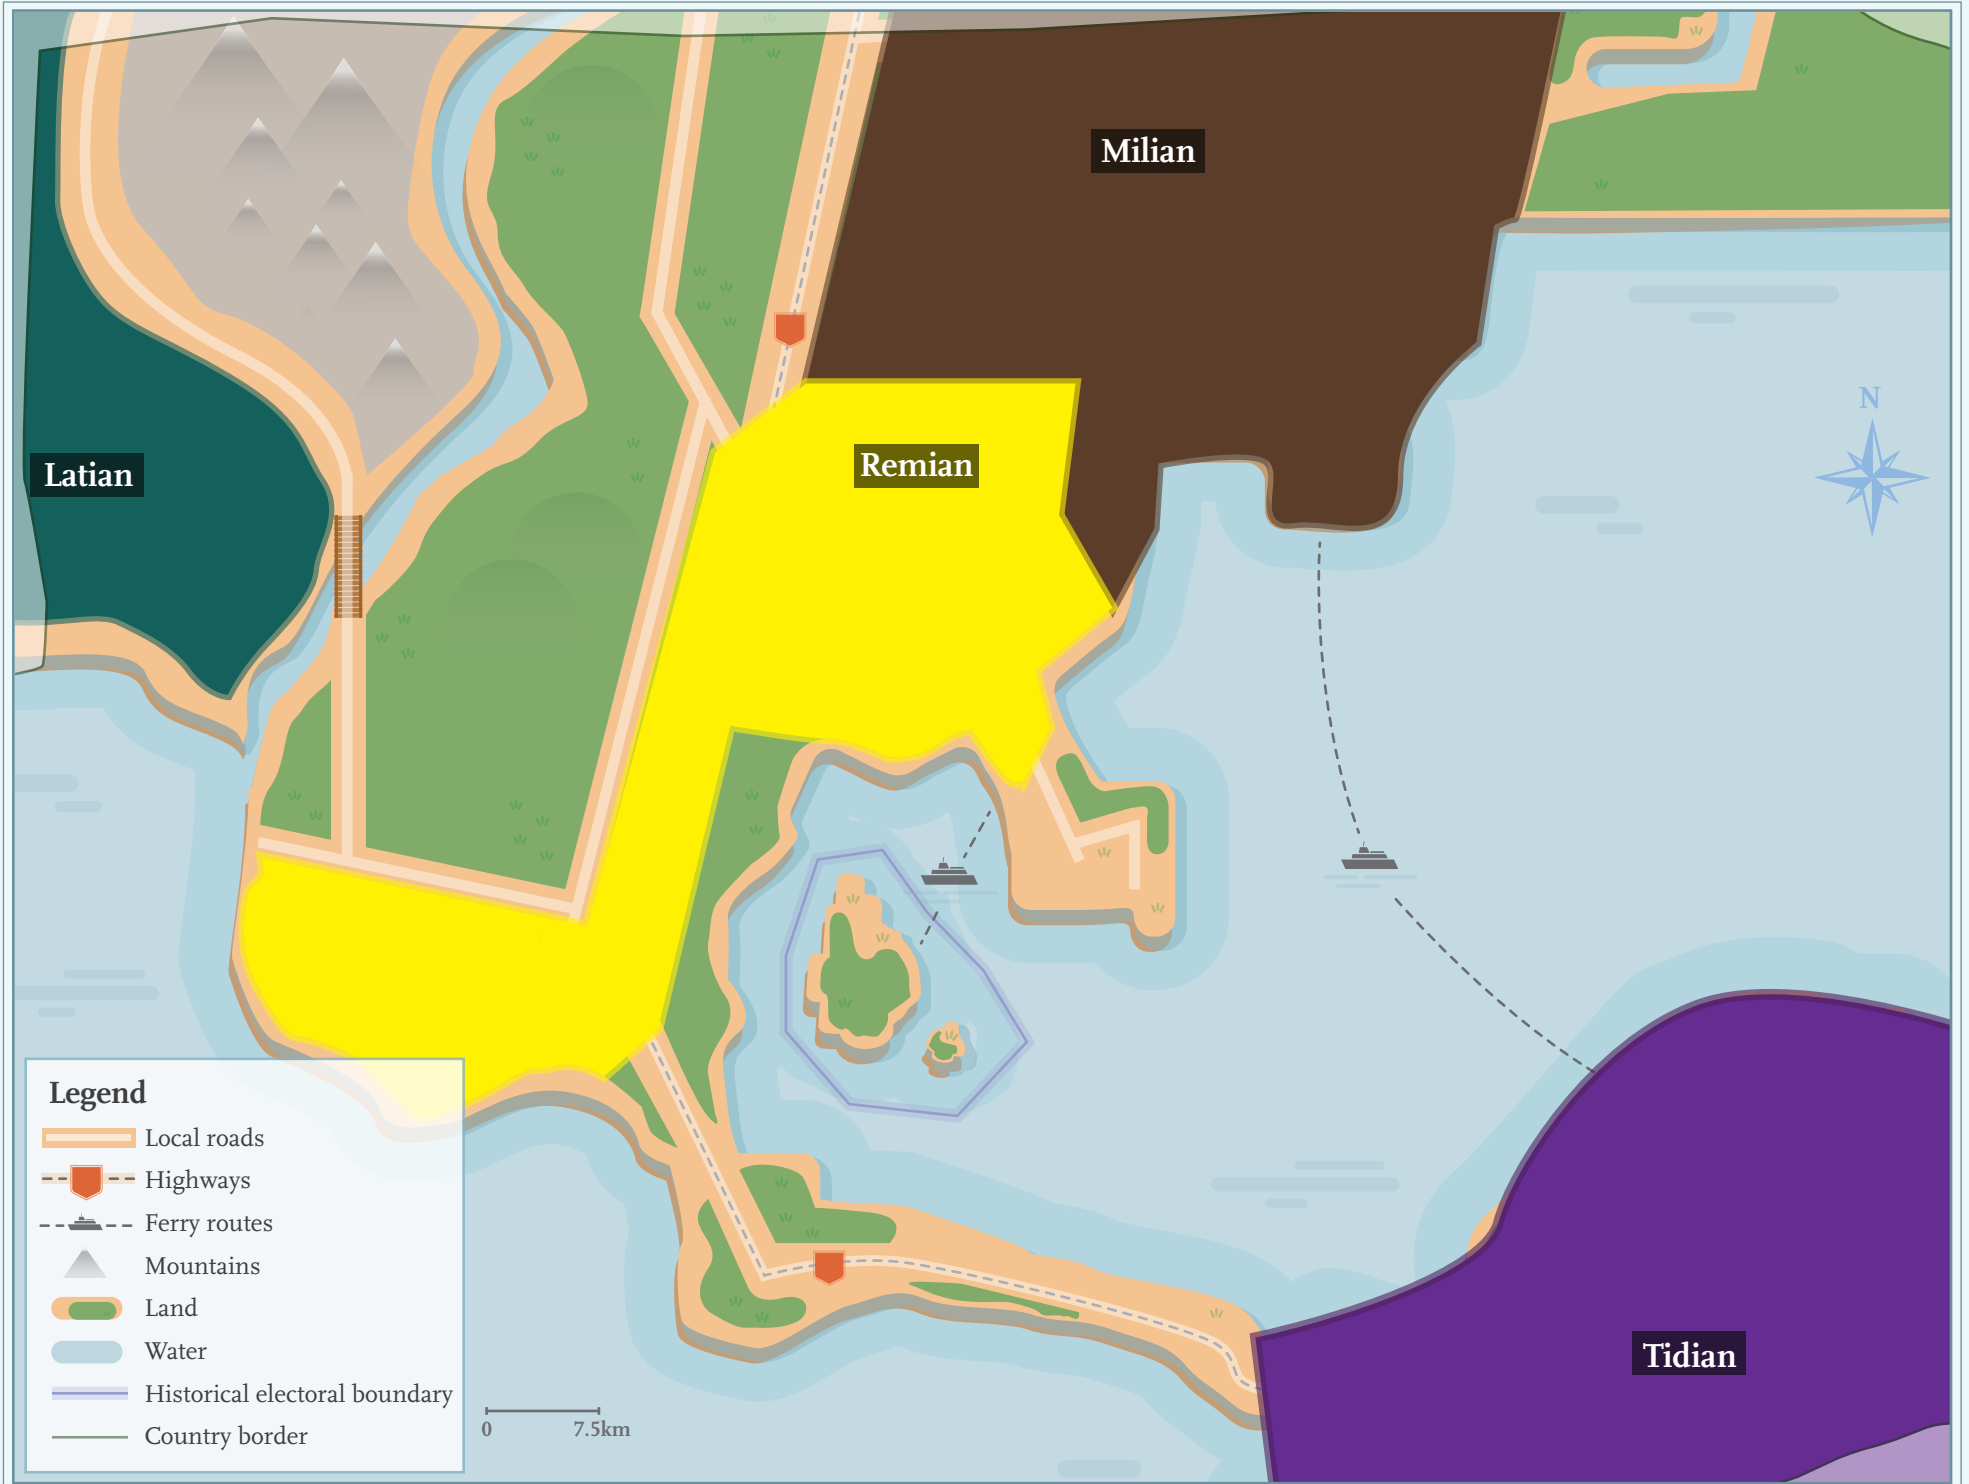 Milian
N
Remian
Latian
Legend
Local roads
Highways
Ferry routes
Mountains
Land
Water
Historical electoral boundary
Country border
0 7.5km
Tidian